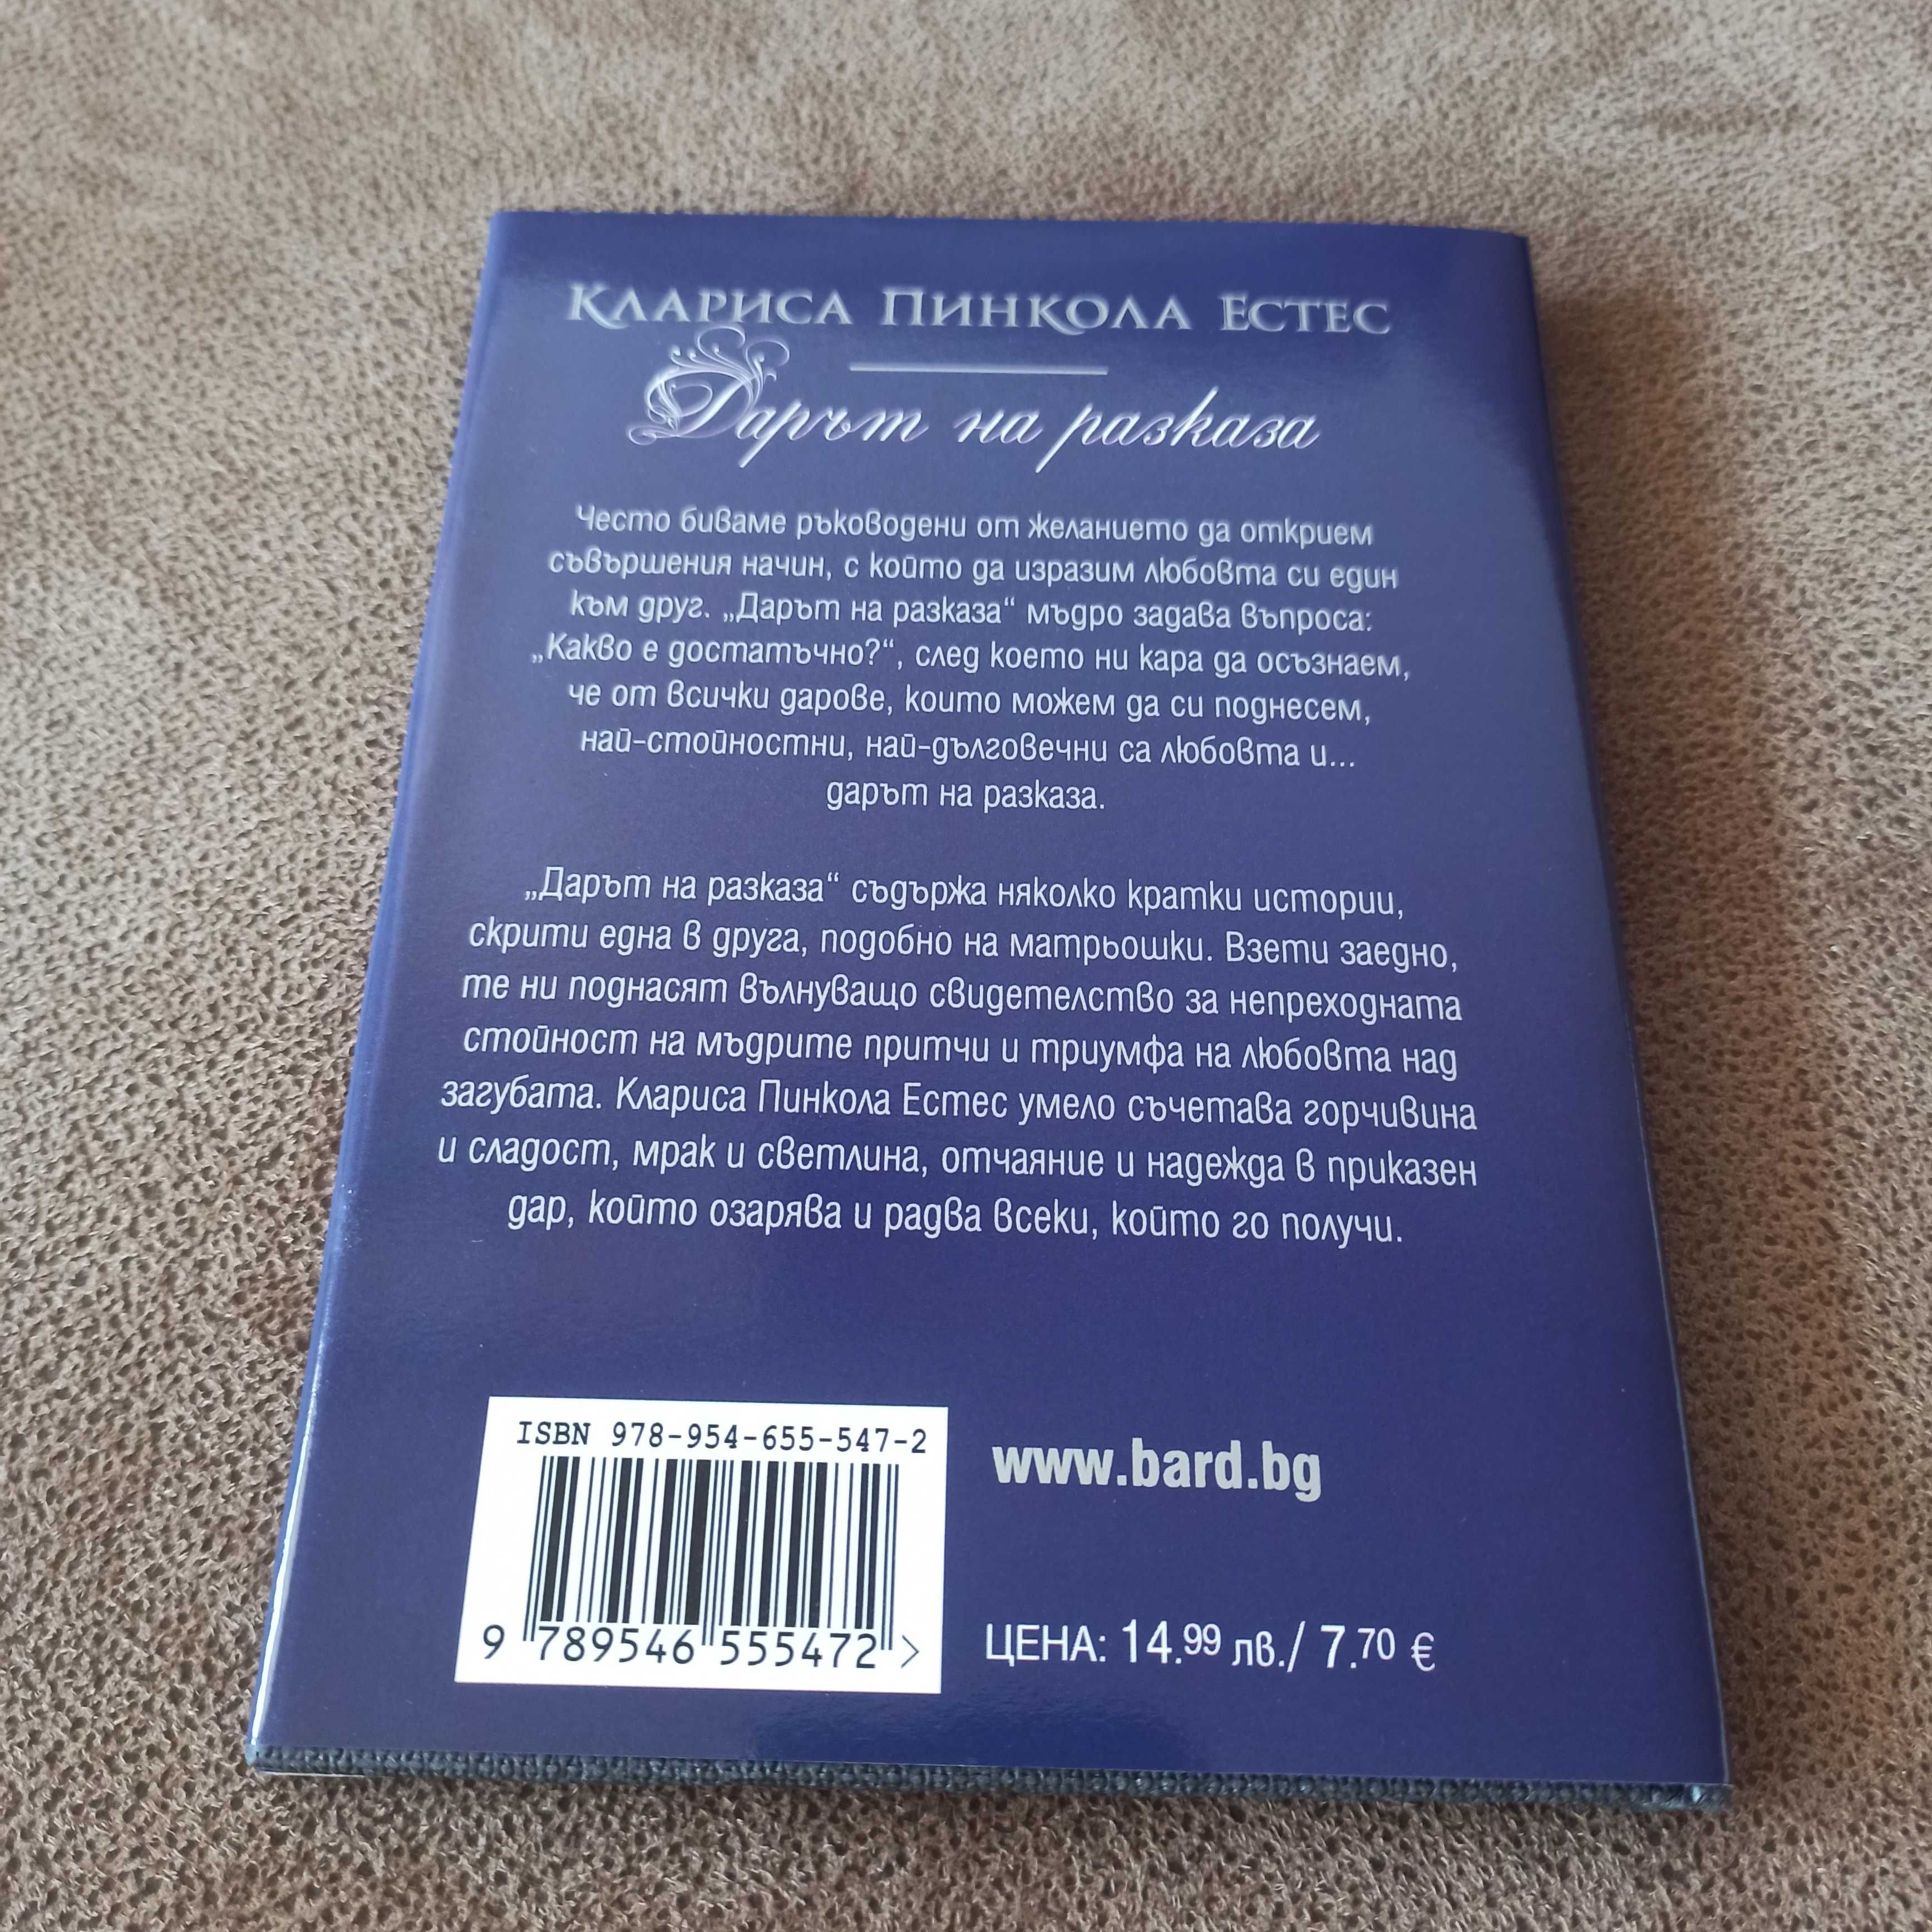 Клариса Пинкола Естес
Дарът на разказа
Често биваме ръководени от желанието да открием
съвършения начин, с който да изразим любовта си един
към друг. „Дарът на разказа“ мъдро задава въпроса:
„Какво е достатъчно?“, след което ни кара да осъзнаем,
че от всички дарове, които можем да си поднесем,
най-стойностни, най-дълговечни са любовта и...
дарът на разказа.
„Дарът на разказа“ съдържа няколко кратки истории,
скрити една в друга, подобно на матрьошки. Взети заедно,
те ни поднасят вълнуващо свидетелство за непреходната
стойност на мъдрите притчи и триумфа на любовта над
загубата. Клариса Пинкола Естес умело съчетава горчивина
и сладост, мрак и светлина, отчаяние и надежда в приказен
дар, който озарява и радва всеки, който го получи.
ISBN 978-954-655-547-2
9 789546 555472 >
www.bard.bg
ЦЕНА: 14.99 лв./ 7.70 €